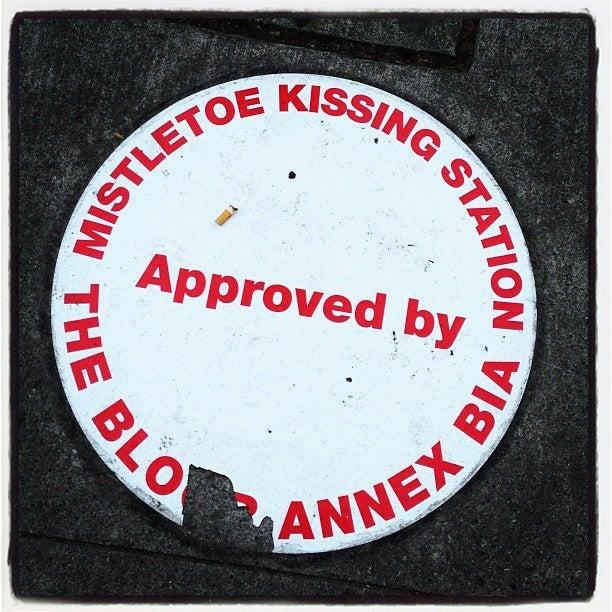 MISTLETOE KISSING STATION
Approved by
THE ANNEX BIA